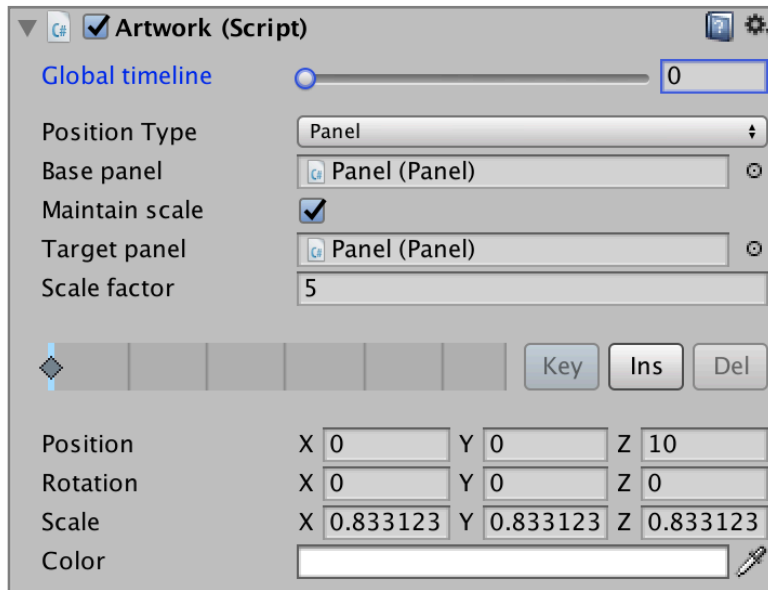 C# Artwork (Script) ?
Global timeline 0
Position Type Panel
Base panel C# Panel (Panel)
Maintain scale
Target panel C# Panel (Panel)
Scale factor 5
Key Ins Del
Position X 0 Y 0 Z 10
Rotation X 0 Y 0 Z 0
Scale X 0.833123 Y 0.833123 Z 0.833123
Color